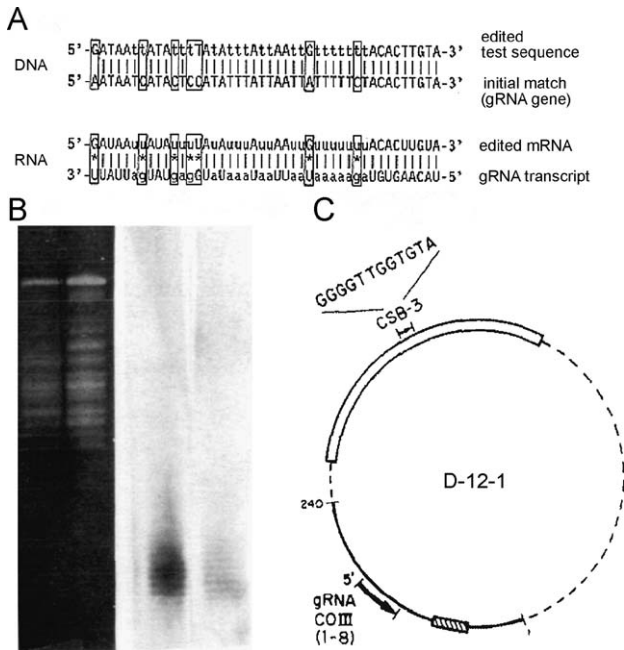 A
DNA
5'-GATAAttATAtttTAtAtttAttAAttGttttttTACACTTGTA-3'
edited
test sequence
5'-AATAATCATACTCCATATTTATTAATTATTTTTCTACACTTGTA-3'
initial match
(gRNA gene)
RNA
5'-GAUAAuuAUAuuuUAuAuuuAuuAAuuGuuuuuuUACACUUGUA-3'
edited mRNA
* * * ** * *
3'-UUAUUagUAUgagGUaUaaaUaaUUaaUaaaaagaUGUGAACAU-5'
gRNA transcript
B
C
GGGGTTGGTGTA
CSB-3
D-12-1
240
5'
gRNA
COIII
(1-8)